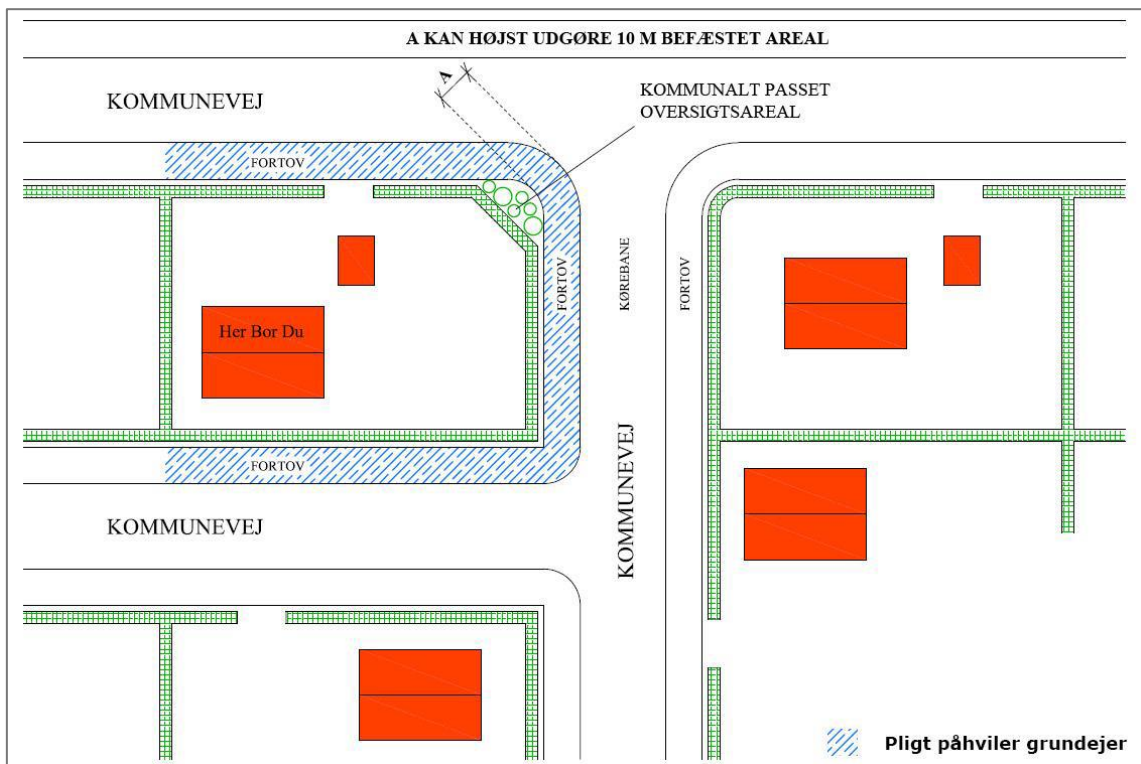 A KAN HØJST UDGØRE 10 M BEFÆSTET AREAL
A
KOMMUNEVEJ
KOMMUNALT PASSET
OVERSIGTSAREAL
FORTOV
FORTOV
KØREBANE
FORTOV
Her Bor Du
FORTOV
KOMMUNEVEJ
KOMMUNEVEJ
Pligt påhviler grundejer